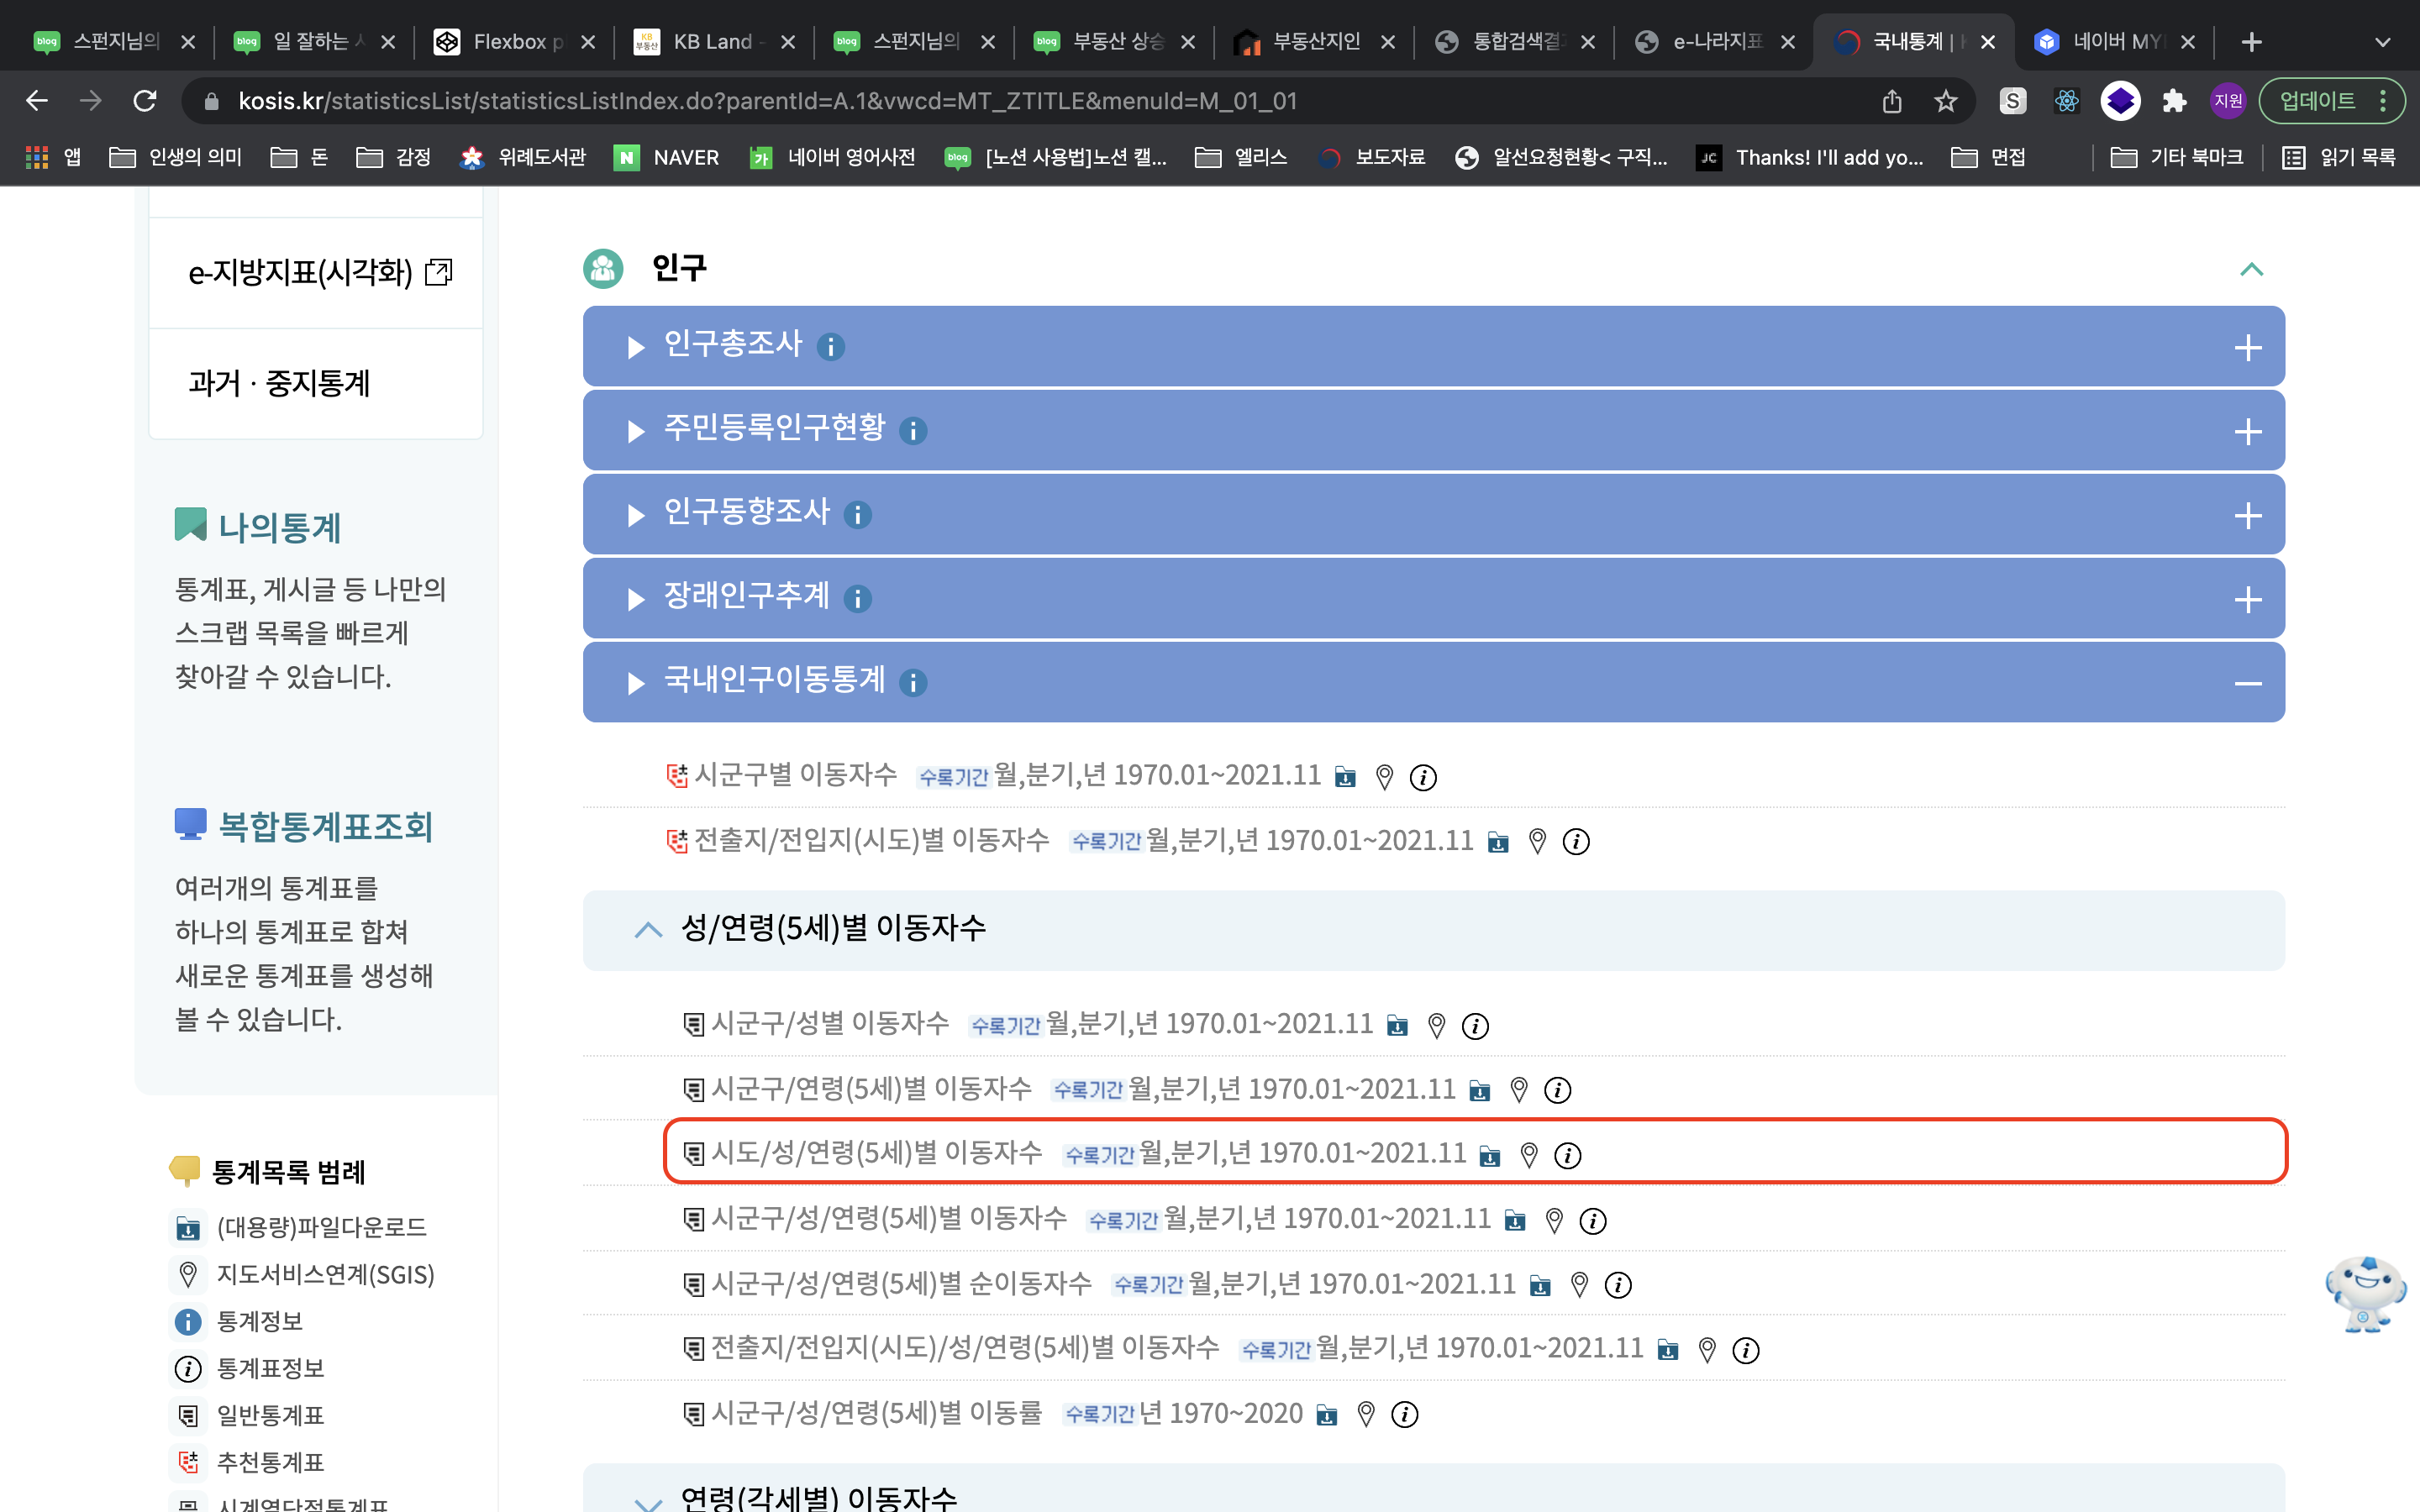 스펀지님의
일 잘하는
Flexbox p
KB Land -
스펀지님의
부동산 상승
부동산지인
통합검색결
e-나라지표
국내통계 |
네이버 MY
kosis.kr/statisticsList/statisticsListIndex.do?parentId=A.1&vwcd=MT_ZTITLE&menuId=M_01_01
지원
업데이트
앱
인생의 의미
돈
감정
위례도서관
NAVER
네이버 영어사전
[노션 사용법]노션 캘...
엘리스
보도자료
알선요청현황< 구직...
JC
Thanks! I'll add yo...
면접
기타 북마크
읽기 목록
e-지방지표(시각화)
과거 · 중지통계
나의통계
통계표, 게시글 등 나만의
스크랩 목록을 빠르게
찾아갈 수 있습니다.
복합통계표조회
여러개의 통계표를
하나의 통계표로 합쳐
새로운 통계표를 생성해
볼 수 있습니다.
통계목록 범례
(대용량)파일다운로드
지도서비스연계(SGIS)
통계정보
통계표정보
일반통계표
추천통계표
시계열단절통계표
인구
인구총조사
주민등록인구현황
인구동향조사
장래인구추계
국내인구이동통계
시군구별 이동자수 수록기간 월,분기,년 1970.01~2021.11
전출지/전입지(시도)별 이동자수 수록기간 월,분기,년 1970.01~2021.11
성/연령(5세)별 이동자수
시군구/성별 이동자수 수록기간 월,분기,년 1970.01~2021.11
시군구/연령(5세)별 이동자수 수록기간 월,분기,년 1970.01~2021.11
시도/성/연령(5세)별 이동자수 수록기간 월,분기,년 1970.01~2021.11
시군구/성/연령(5세)별 이동자수 수록기간 월,분기,년 1970.01~2021.11
시군구/성/연령(5세)별 순이동자수 수록기간 월,분기,년 1970.01~2021.11
전출지/전입지(시도)/성/연령(5세)별 이동자수 수록기간 월,분기,년 1970.01~2021.11
시군구/성/연령(5세)별 이동률 수록기간 년 1970~2020
연령(각세별) 이동자수